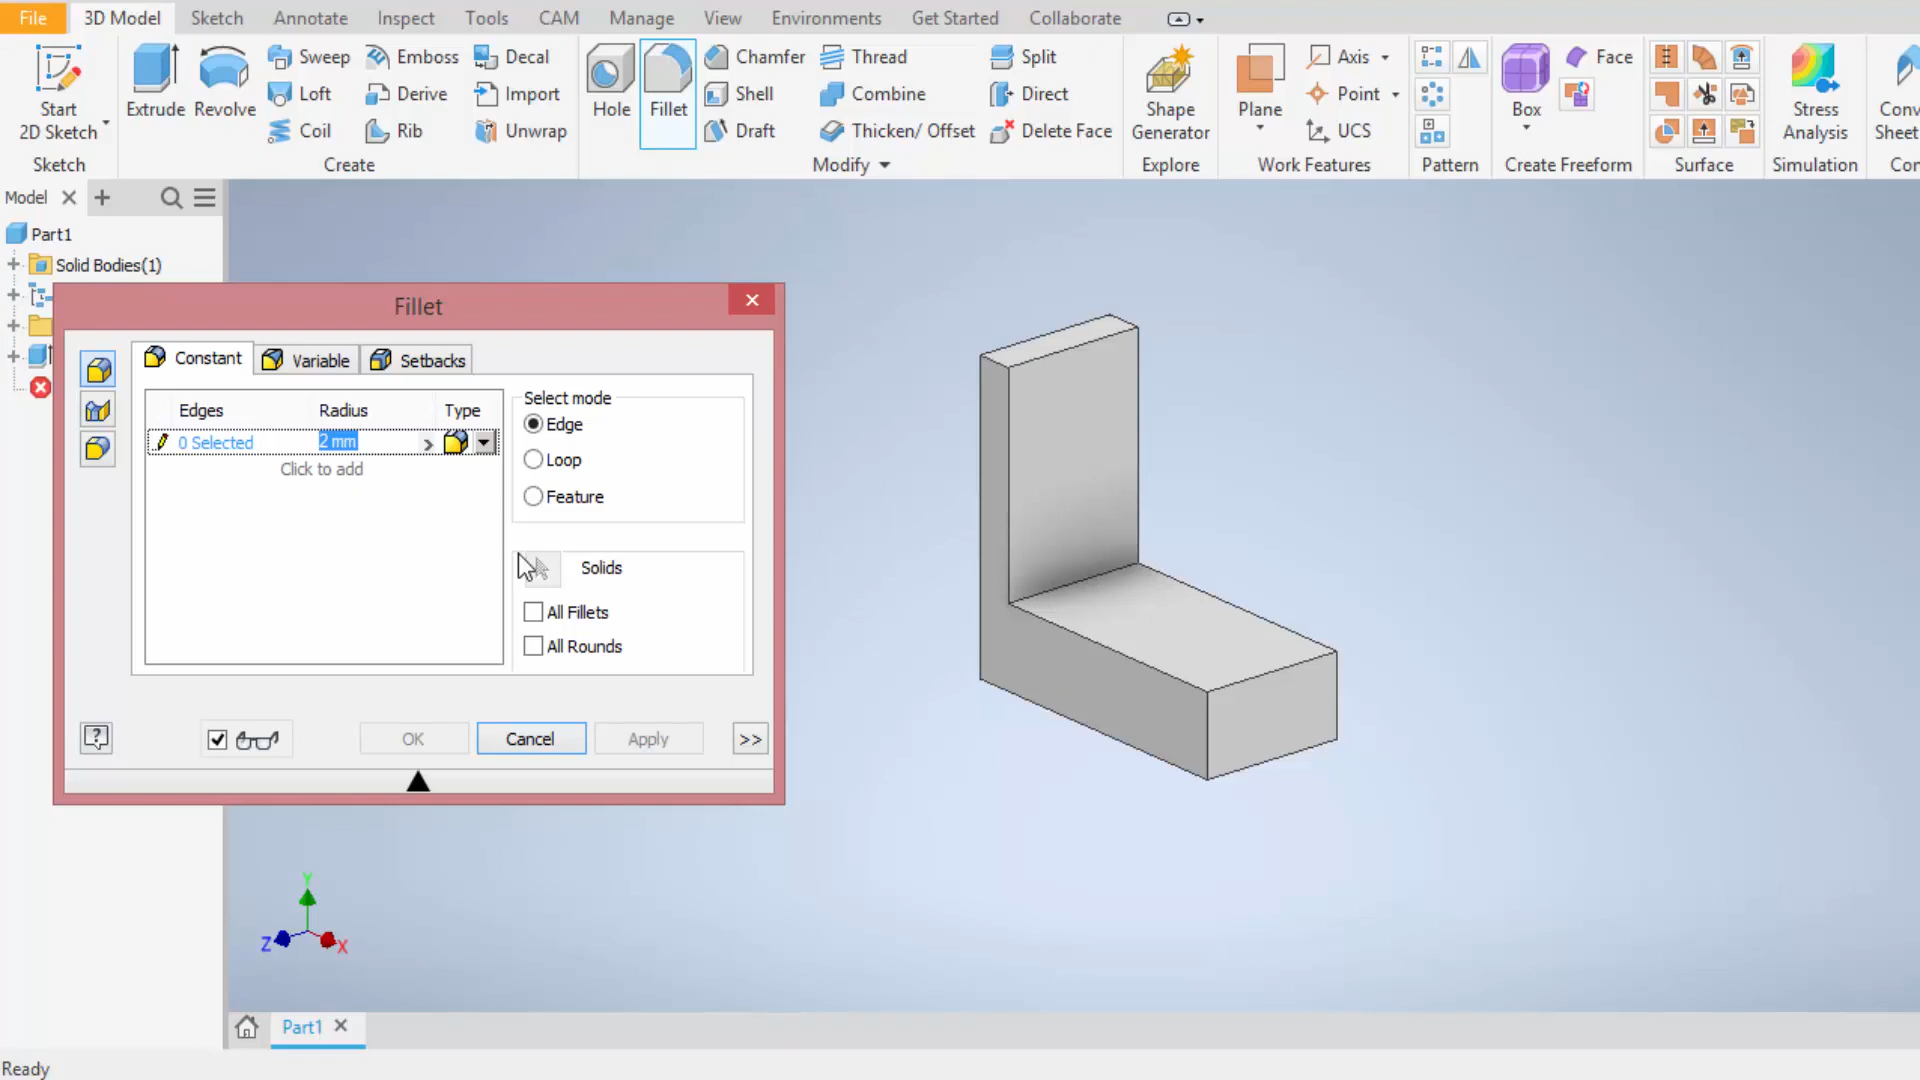 File 3D Model Sketch Annotate Inspect Tools CAM Manage View Environments Get Started Collaborate
Start
2D Sketch
Sketch
Extrude
Revolve
Sweep Emboss Decal
Loft Derive Import
Coil Rib Unwrap
Create
Hole
Fillet
Chamfer Thread Split
Shell Combine Direct
Draft Thicken/ Offset Delete Face
Modify
Shape
Generator
Explore
Plane
Axis
Point
UCS
Work Features
Pattern
Box
Face
Create Freeform
Surface
Stress
Analysis
Simulation
Conv
Sheet
Con
Model
Part1
Solid Bodies(1)
Fillet
Constant Variable Setbacks
Edges Radius Type
0 Selected 2 mm
Click to add
Select mode
Edge
Loop
Feature
Solids
All Fillets
All Rounds
OK Cancel Apply >>
Y
Z X
Part1
Ready